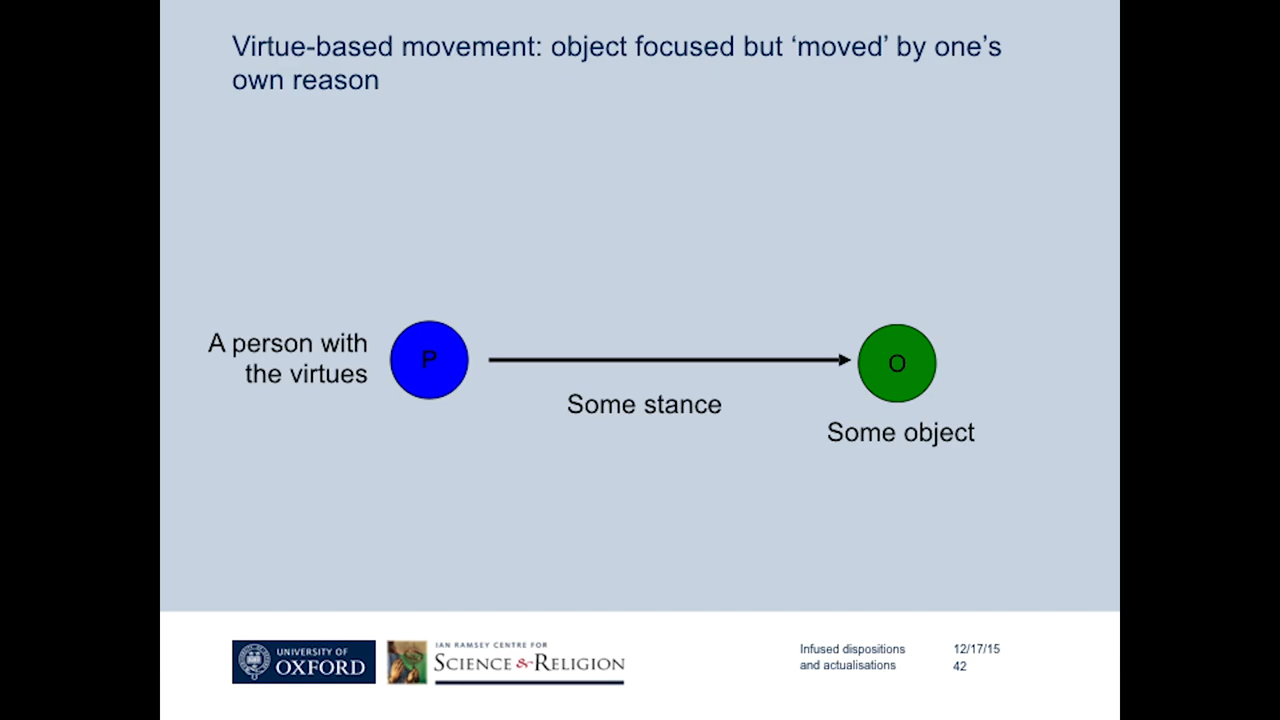 Virtue-based movement: object focused but ‘moved’ by one’s
own reason
A person with
the virtues
P
Some stance
O
Some object
UNIVERSITY OF
OXFORD
IAN RAMSEY CENTRE FOR
SCIENCE & RELIGION
Infused dispositions
and actualisations
12/17/15
42